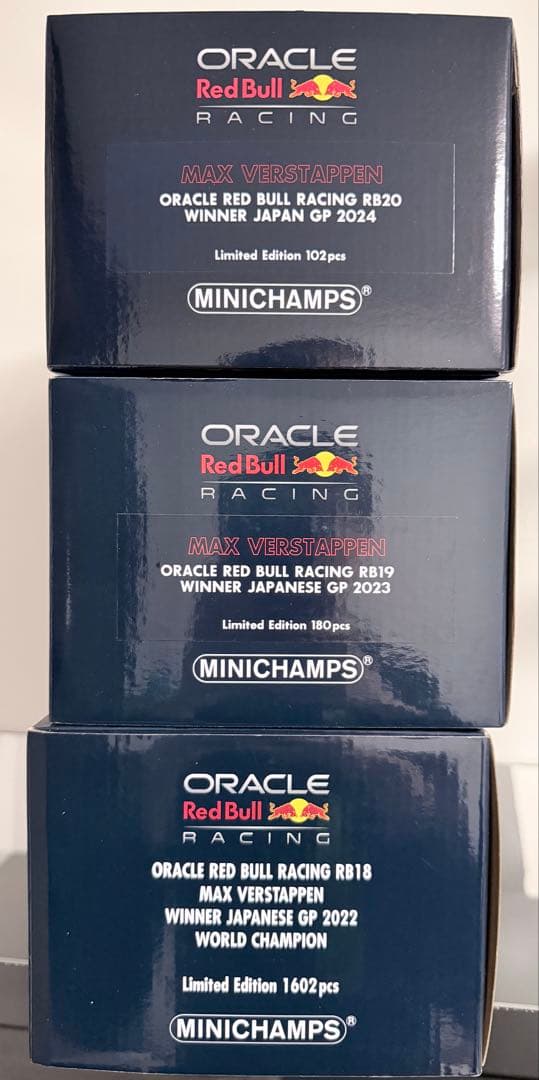 ORACLE
Red Bull
RACING
MAX VERSTAPPEN
ORACLE RED BULL RACING RB20
WINNER JAPAN GP 2024
Limited Edition 102pcs
MINICHAMPS®
ORACLE
Red Bull
RACING
MAX VERSTAPPEN
ORACLE RED BULL RACING RB19
WINNER JAPANESE GP 2023
Limited Edition 180pcs
MINICHAMPS®
ORACLE
Red Bull
RACING
ORACLE RED BULL RACING RB18
MAX VERSTAPPEN
WINNER JAPANESE GP 2022
WORLD CHAMPION
Limited Edition 1602pcs
MINICHAMPS®